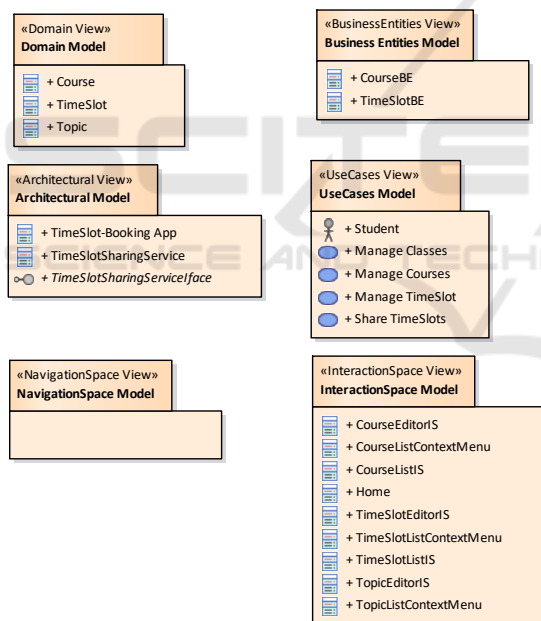 «Domain View»
Domain Model
+ Course
+ TimeSlot
+ Topic
«BusinessEntities View»
Business Entities Model
+ CourseBE
+ TimeSlotBE
«Architectural View»
Architectural Model
+ TimeSlot-Booking App
+ TimeSlotSharingService
+ TimeSlotSharingServiceIface
«UseCases View»
UseCases Model
+ Student
+ Manage Classes
+ Manage Courses
+ Manage TimeSlot
+ Share TimeSlots
«NavigationSpace View»
NavigationSpace Model
«InteractionSpace View»
InteractionSpace Model
+ CourseEditorIS
+ CourseListContextMenu
+ CourseListIS
+ Home
+ TimeSlotEditorIS
+ TimeSlotListContextMenu
+ TimeSlotListIS
+ TopicEditorIS
+ TopicListContextMenu